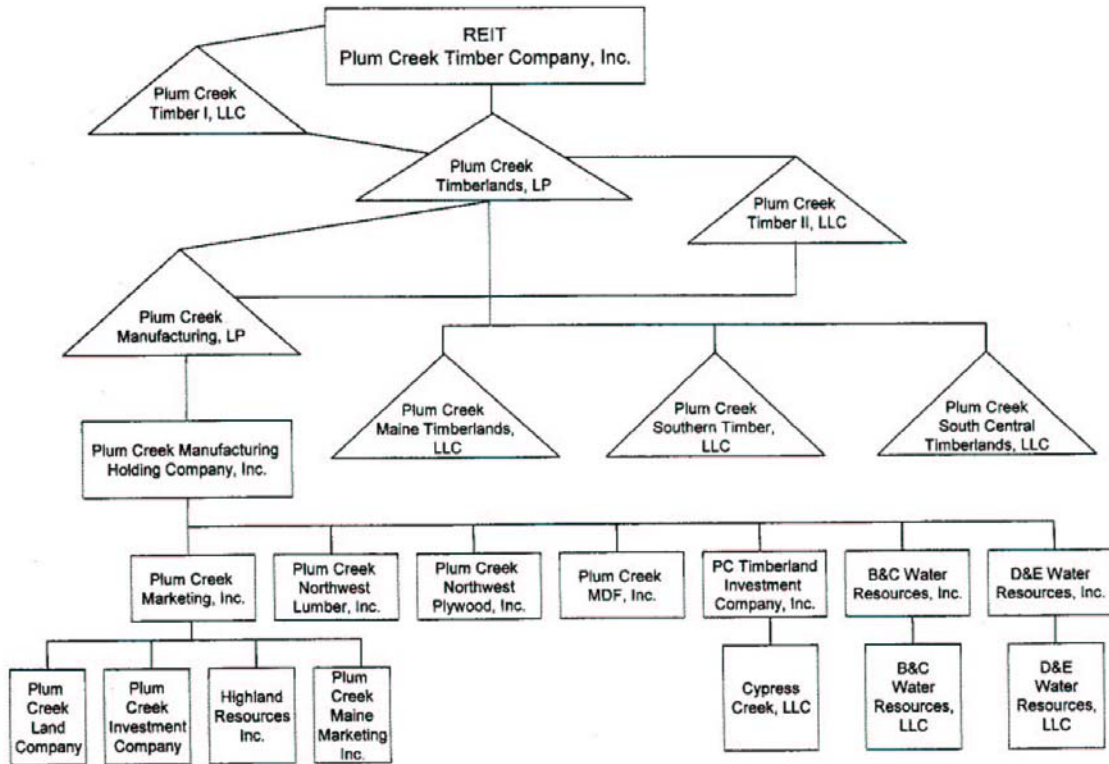 REIT
Plum Creek Timber Company, Inc.
Plum Creek
Timber I, LLC
Plum Creek
Timberlands, LP
Plum Creek
Timber II, LLC
Plum Creek
Manufacturing, LP
Plum Creek
Maine Timberlands,
LLC
Plum Creek
Southern Timber,
LLC
Plum Creek
South Central
Timberlands, LLC
Plum Creek Manufacturing
Holding Company, Inc.
Plum Creek
Marketing, Inc.
Plum Creek
Northwest
Lumber, Inc.
Plum Creek
Northwest
Plywood, Inc.
Plum Creek
MDF, Inc.
PC Timberland
Investment
Company, Inc.
B&C Water
Resources, Inc.
D&E Water
Resources, Inc.
Plum
Creek
Land
Company
Plum
Creek
Investment
Company
Highland
Resources
Inc.
Plum
Creek
Maine
Marketing
Inc.
Cypress
Creek, LLC
B&C
Water
Resources,
LLC
D&E
Water
Resources,
LLC